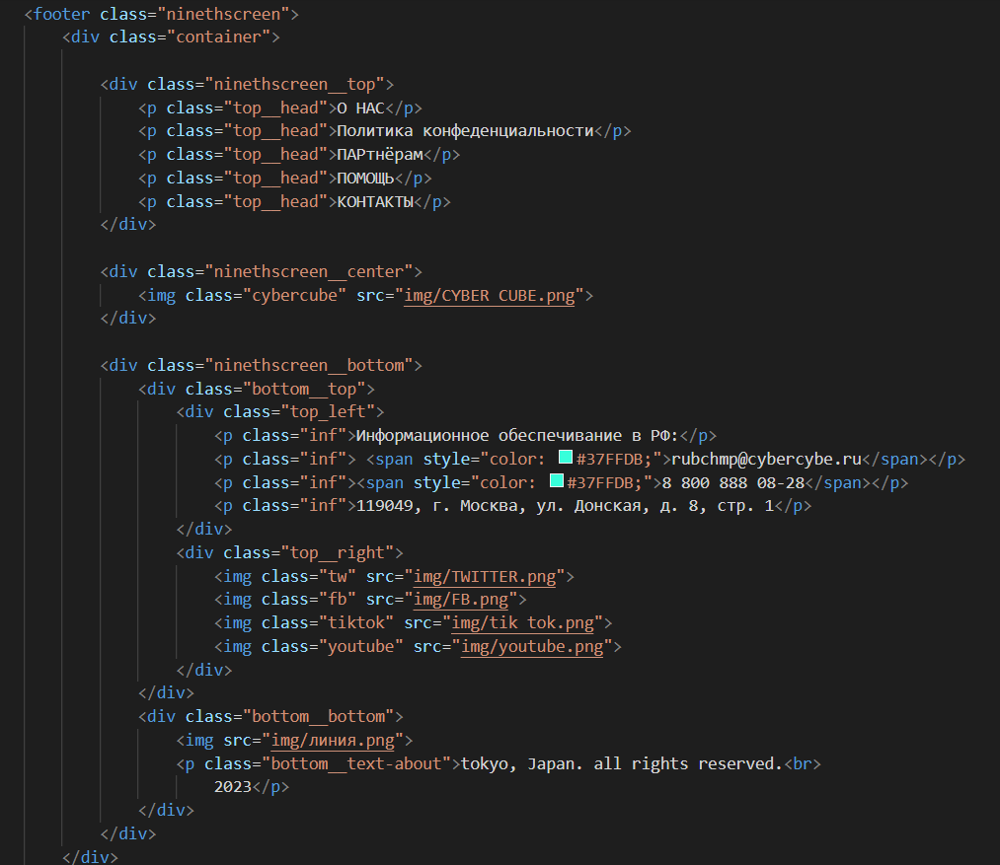 <footer class="ninethscreen">
<div class="container">
<div class="ninethscreen__top">
<p class="top__head">О НАС</p>
<p class="top__head">Политика конфеденциальности</p>
<p class="top__head">ПАРтнёрам</p>
<p class="top__head">ПОМОЩЬ</p>
<p class="top__head">КОНТАКТЫ</p>
</div>
<div class="ninethscreen__center">
<img class="cybercube" src="img/CYBER CUBE.png">
</div>
<div class="ninethscreen__bottom">
<div class="bottom__top">
<div class="top_left">
<p class="inf">Информационное обеспечивание в РФ:</p>
<p class="inf"> <span style="color: #37FFDB;">rubchmp@cybercybe.ru</span></p>
<p class="inf"><span style="color: #37FFDB;">8 800 888 08-28</span></p>
<p class="inf">119049, г. Москва, ул. Донская, д. 8, стр. 1</p>
</div>
<div class="top__right">
<img class="tw" src="img/TWITTER.png">
<img class="fb" src="img/FB.png">
<img class="tiktok" src="img/tik tok.png">
<img class="youtube" src="img/youtube.png">
</div>
</div>
<div class="bottom__bottom">
<img src="img/линия.png">
<p class="bottom__text-about">tokyo, Japan. all rights reserved.<br>
2023</p>
</div>
</div>
</div>